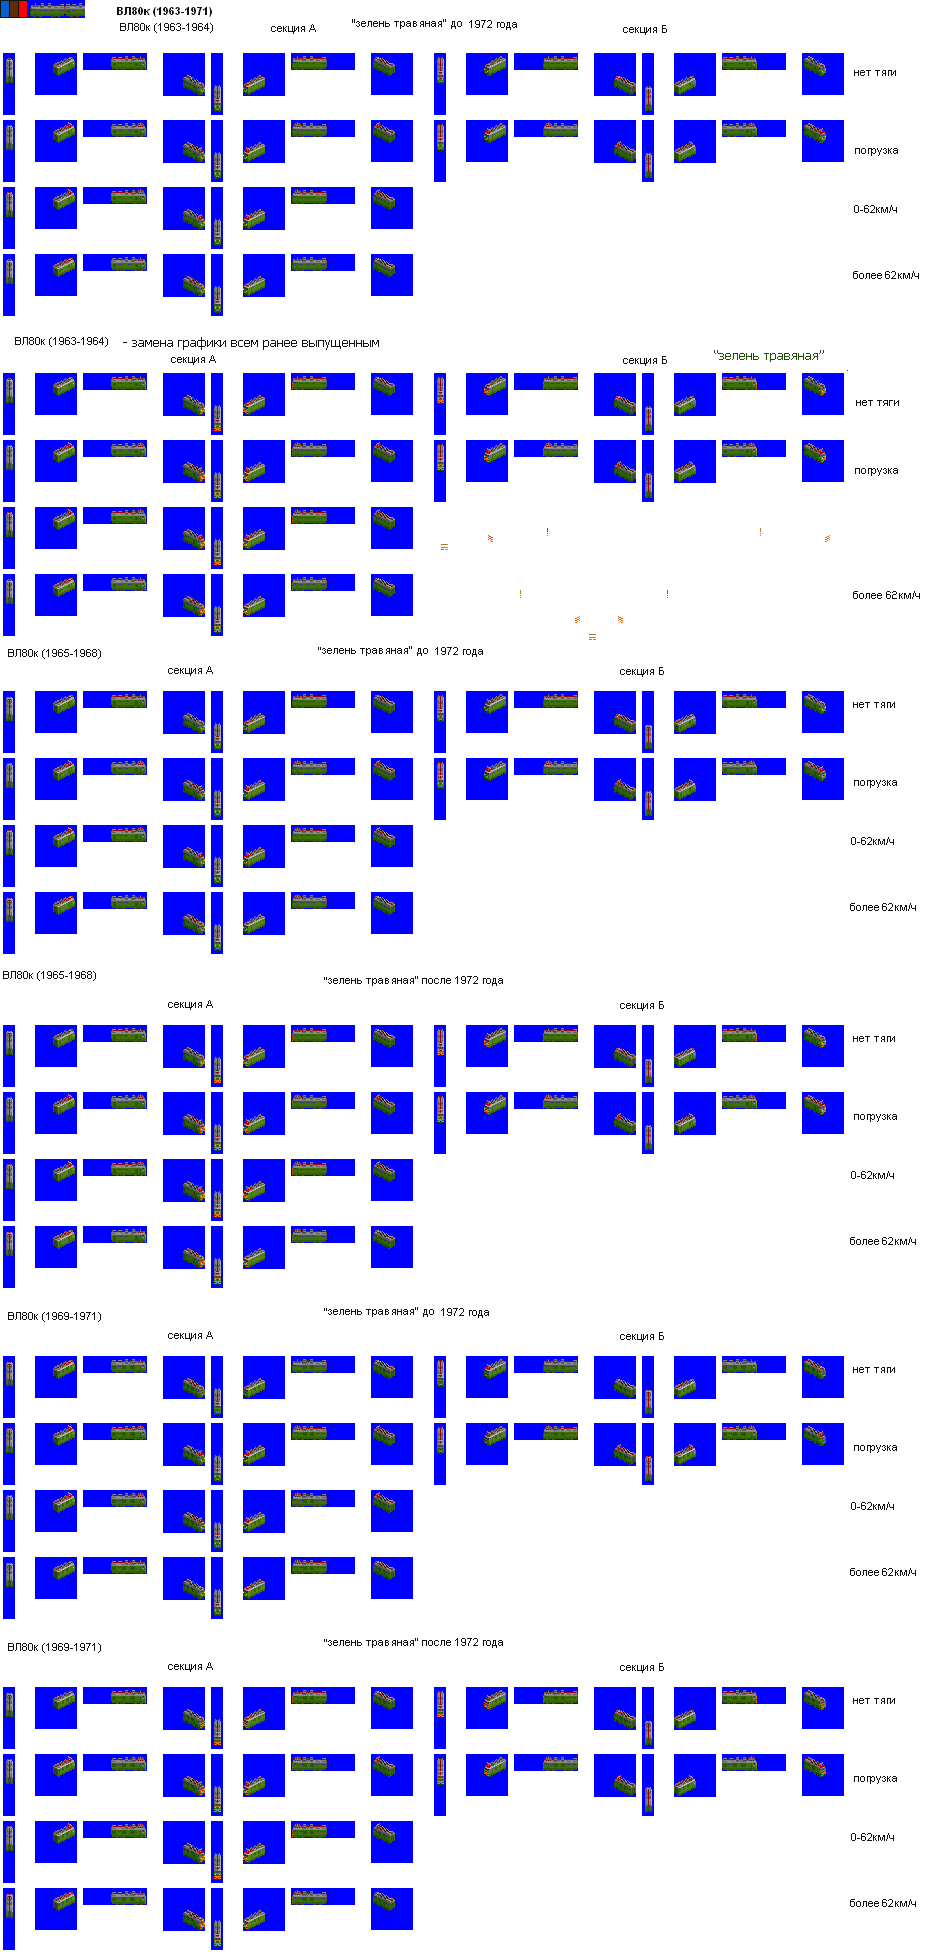 ВЛ80к (1963-1971)
ВЛ80к (1963-1964) секция А "зелень травяная" до 1972 года секция Б
нет тяги
погрузка
0-62км/ч
более 62км/ч
ВЛ80к (1963-1964) - замена графики всем ранее выпущенным
секция А секция Б "зелень травяная"
нет тяги
погрузка
более 62км/ч
ВЛ80к (1965-1968) "зелень травяная" до 1972 года
секция А секция Б
нет тяги
погрузка
0-62км/ч
более 62км/ч
ВЛ80к (1965-1968) "зелень травяная" после 1972 года
секция А секция Б
нет тяги
погрузка
0-62км/ч
более 62км/ч
ВЛ80к (1969-1971) "зелень травяная" до 1972 года
секция А секция Б
нет тяги
погрузка
0-62км/ч
более 62км/ч
ВЛ80к (1969-1971) "зелень травяная" после 1972 года
секция А секция Б
нет тяги
погрузка
0-62км/ч
более 62км/ч